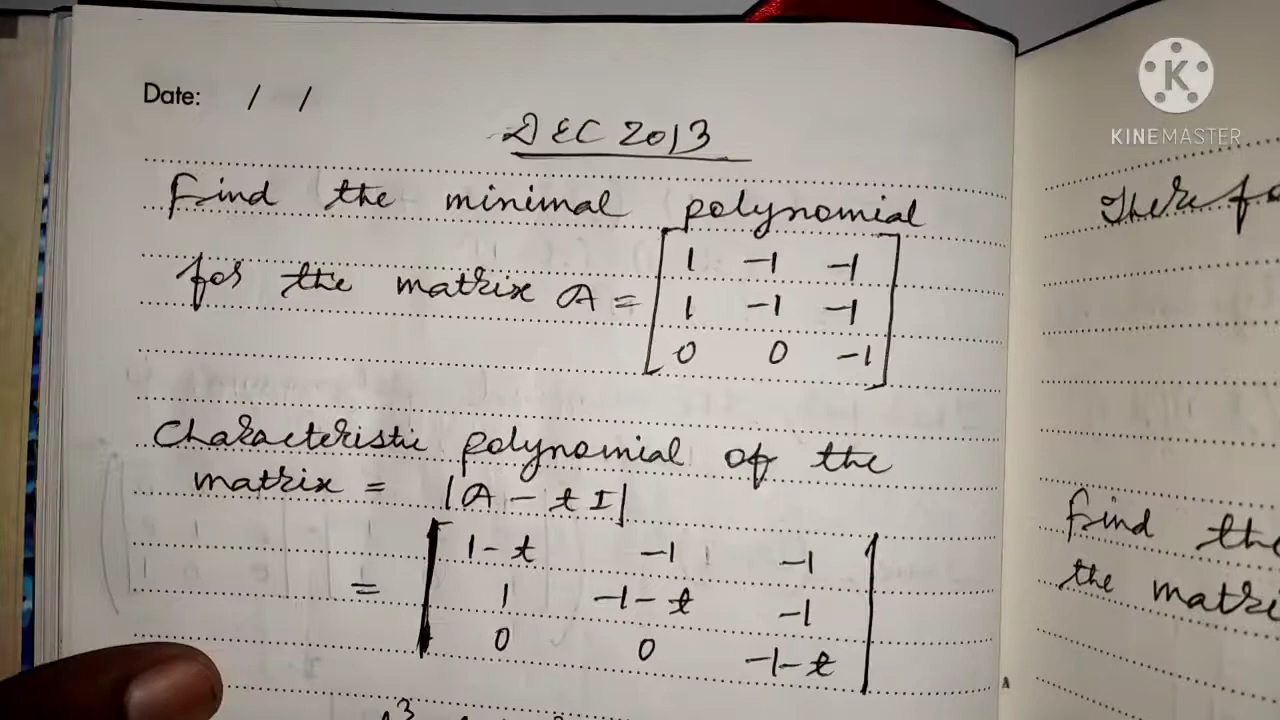 Date: / /
DEC 2013
Find the minimal polynomial
for the matrix A = [ 1 -1 -1
1 -1 -1
0 0 -1 ]
Characteristic polynomial of the
matrix = |A - tI|
= | 1-t -1 -1
1 -1-t -1
0 0 -1-t |
Find the
the matri
KINEMASTER
K